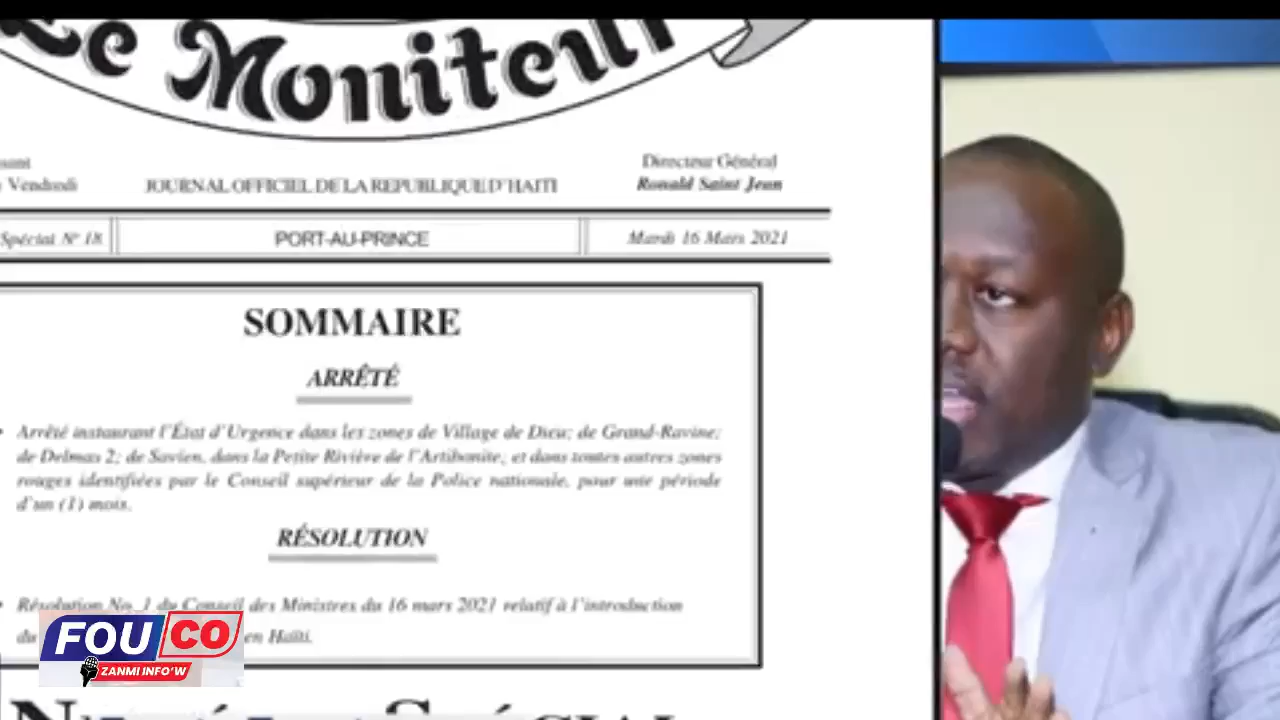 Le Moniteur
Directeur Général
Vendredi
JOURNAL OFFICIEL DE LA REPUBLIQUE D'HAITI
Ronald Saint Jean
Spécial Nº 18
PORT-AU-PRINCE
Mardi 16 Mars 2021
SOMMAIRE
ARRÊTÉ
• Arrêté instaurant l'État d'Urgence dans les zones de Village de Dieu; de Grand-Ravine;
de Delmas 2; de Savien, dans la Petite Rivière de l'Artibonite; et dans toutes autres zones
rouges identifiées par le Conseil supérieur de la Police nationale, pour une période
d'un (1) mois.
RÉSOLUTION
• Résolution No. 1 du Conseil des Ministres du 16 mars 2021 relatif à l'introduction
du
en Haïti.
FOUCO
ZANMI INFO'W